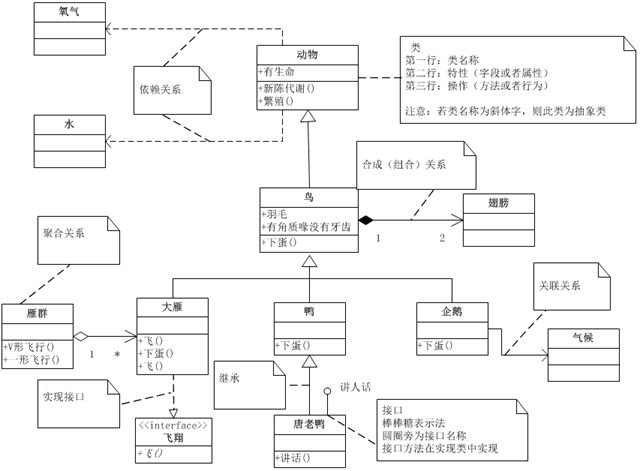 氧气
动物
+有生命
+新陈代谢()
+繁殖()
类
第一行：类名称
第二行：特性（字段或者属性）
第三行：操作（方法或者行为）
注意：若类名称为斜体字，则此类为抽象类
依赖关系
水
合成（组合）关系
鸟
+羽毛
+有角质喙没有牙齿
+下蛋()
1
2
翅膀
聚合关系
雁群
+V形飞行()
+一形飞行()
1
*
大雁
+飞()
+下蛋()
+飞()
鸭
+下蛋()
企鹅
+下蛋()
关联关系
气候
实现接口
<<interface>>
飞翔
+飞()
继承
讲人话
唐老鸭
+讲话()
接口
棒棒糖表示法
圆圈旁为接口名称
接口方法在实现类中实现